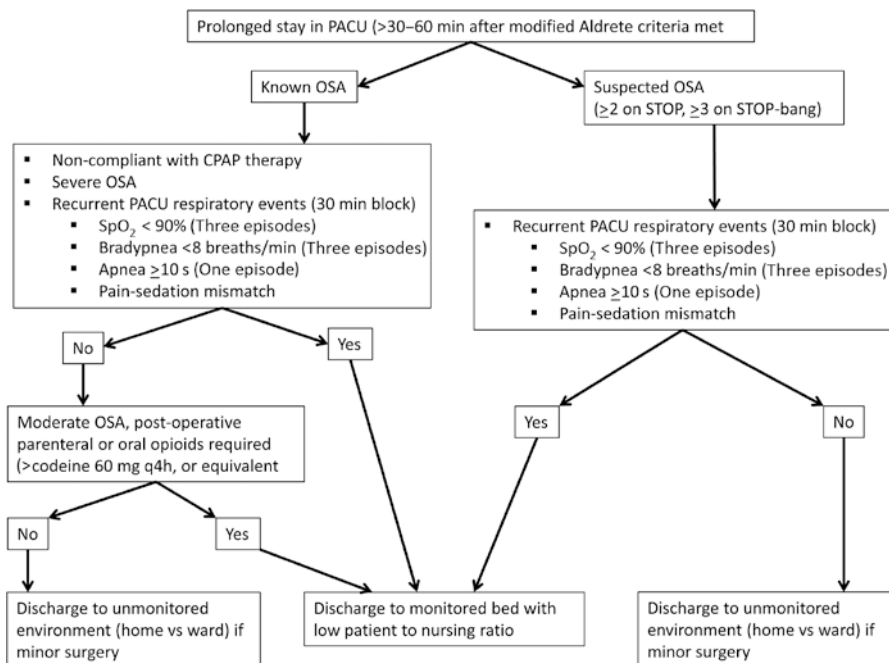 Prolonged stay in PACU (>30–60 min after modified Aldrete criteria met
Known OSA
Suspected OSA
(≥2 on STOP, ≥3 on STOP-bang)
▪ Non-compliant with CPAP therapy
▪ Severe OSA
▪ Recurrent PACU respiratory events (30 min block)
▪ SpO₂ < 90% (Three episodes)
▪ Bradypnea <8 breaths/min (Three episodes)
▪ Apnea ≥10 s (One episode)
▪ Pain-sedation mismatch
▪ Recurrent PACU respiratory events (30 min block)
▪ SpO₂ < 90% (Three episodes)
▪ Bradypnea <8 breaths/min (Three episodes)
▪ Apnea ≥10 s (One episode)
▪ Pain-sedation mismatch
No
Yes
Moderate OSA, post-operative
parenteral or oral opioids required
(>codeine 60 mg q4h, or equivalent
Yes
No
No
Yes
Discharge to unmonitored
environment (home vs ward) if
minor surgery
Discharge to monitored bed with
low patient to nursing ratio
Discharge to unmonitored
environment (home vs ward) if
minor surgery